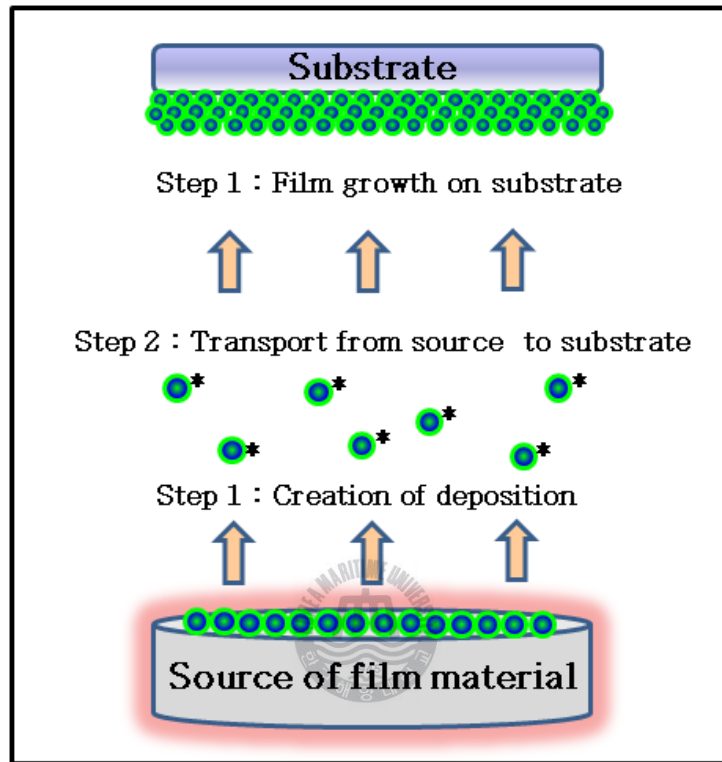 Substrate
Step 1 : Film growth on substrate
Step 2 : Transport from source to substrate
Step 1 : Creation of deposition
Source of film material